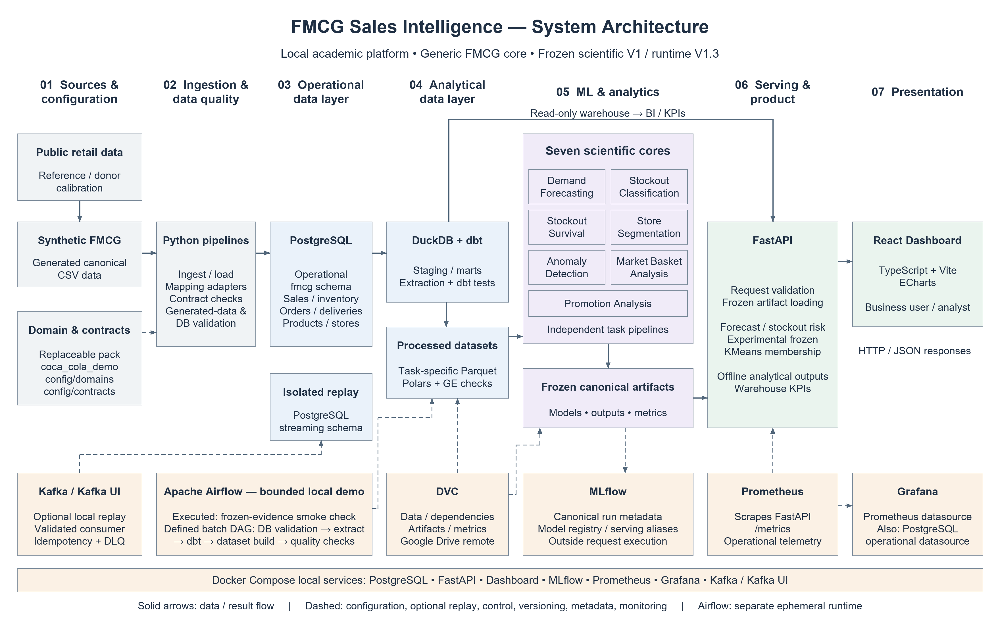 FMCG Sales Intelligence — System Architecture
Local academic platform • Generic FMCG core • Frozen scientific V1 / runtime V1.3
01 Sources &
configuration
02 Ingestion &
data quality
03 Operational
data layer
04 Analytical
data layer
05 ML & analytics
06 Serving &
product
07 Presentation
Read-only warehouse → BI / KPIs
Public retail data
Reference / donor
calibration
Synthetic FMCG
Generated canonical
CSV data
Domain & contracts
Replaceable pack
coca_cola_demo
config/domains
config/contracts
Python pipelines
Ingest / load
Mapping adapters
Contract checks
Generated-data &
DB validation
PostgreSQL
Operational
fmcg schema
Sales / inventory
Orders / deliveries
Products / stores
Isolated replay
PostgreSQL
streaming schema
DuckDB + dbt
Staging / marts
Extraction + dbt tests
Processed datasets
Task-specific Parquet
Polars + GE checks
Seven scientific cores
Demand
Forecasting
Stockout
Classification
Stockout
Survival
Store
Segmentation
Anomaly
Detection
Market Basket
Analysis
Promotion Analysis
Independent task pipelines
Frozen canonical artifacts
Models • outputs • metrics
FastAPI
Request validation
Frozen artifact loading
Forecast / stockout risk
Experimental frozen
KMeans membership
Offline analytical outputs
Warehouse KPIs
React Dashboard
TypeScript + Vite
ECharts
Business user / analyst
HTTP / JSON responses
Kafka / Kafka UI
Optional local replay
Validated consumer
Idempotency + DLQ
Apache Airflow — bounded local demo
Executed: frozen-evidence smoke check
Defined batch DAG: DB validation → extract
→ dbt → dataset build → quality checks
DVC
Data / dependencies
Artifacts / metrics
Google Drive remote
MLflow
Canonical run metadata
Model registry / serving aliases
Outside request execution
Prometheus
Scrapes FastAPI
/metrics
Operational telemetry
Grafana
Prometheus datasource
Also: PostgreSQL
operational datasource
Docker Compose local services: PostgreSQL • FastAPI • Dashboard • MLflow • Prometheus • Grafana • Kafka / Kafka UI
Solid arrows: data / result flow | Dashed: configuration, optional replay, control, versioning, metadata, monitoring | Airflow: separate ephemeral runtime